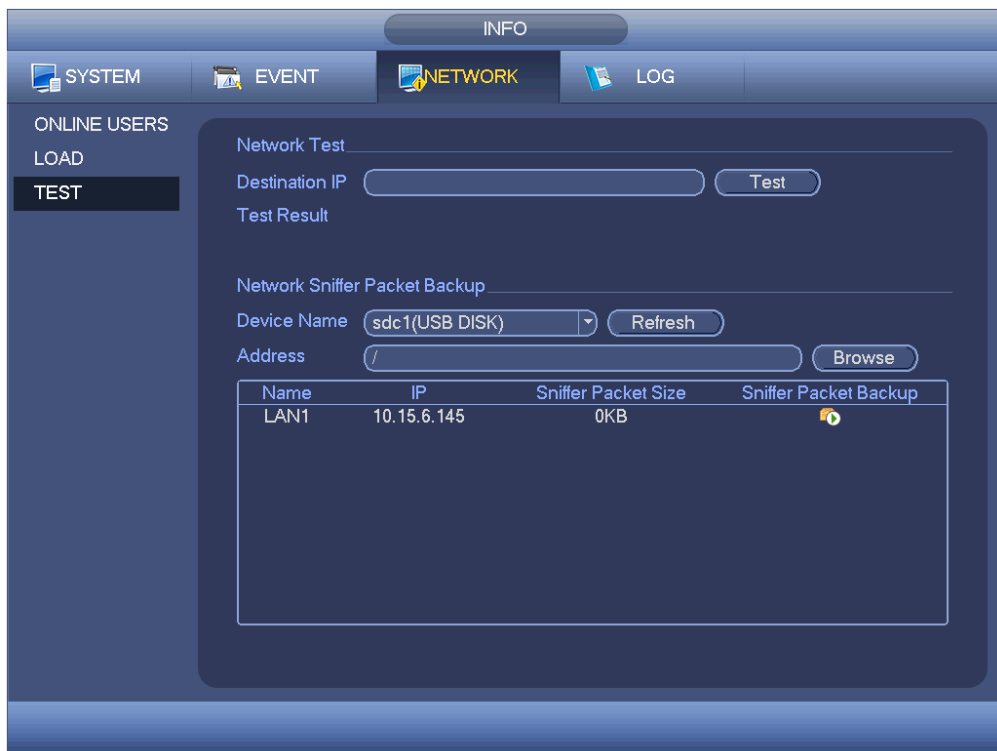 INFO
SYSTEM EVENT NETWORK LOG
ONLINE USERS
LOAD
TEST
Network Test
Destination IP Test
Test Result
Network Sniffer Packet Backup
Device Name sdc1(USB DISK) Refresh
Address / Browse
Name IP Sniffer Packet Size Sniffer Packet Backup
LAN1 10.15.6.145 0KB